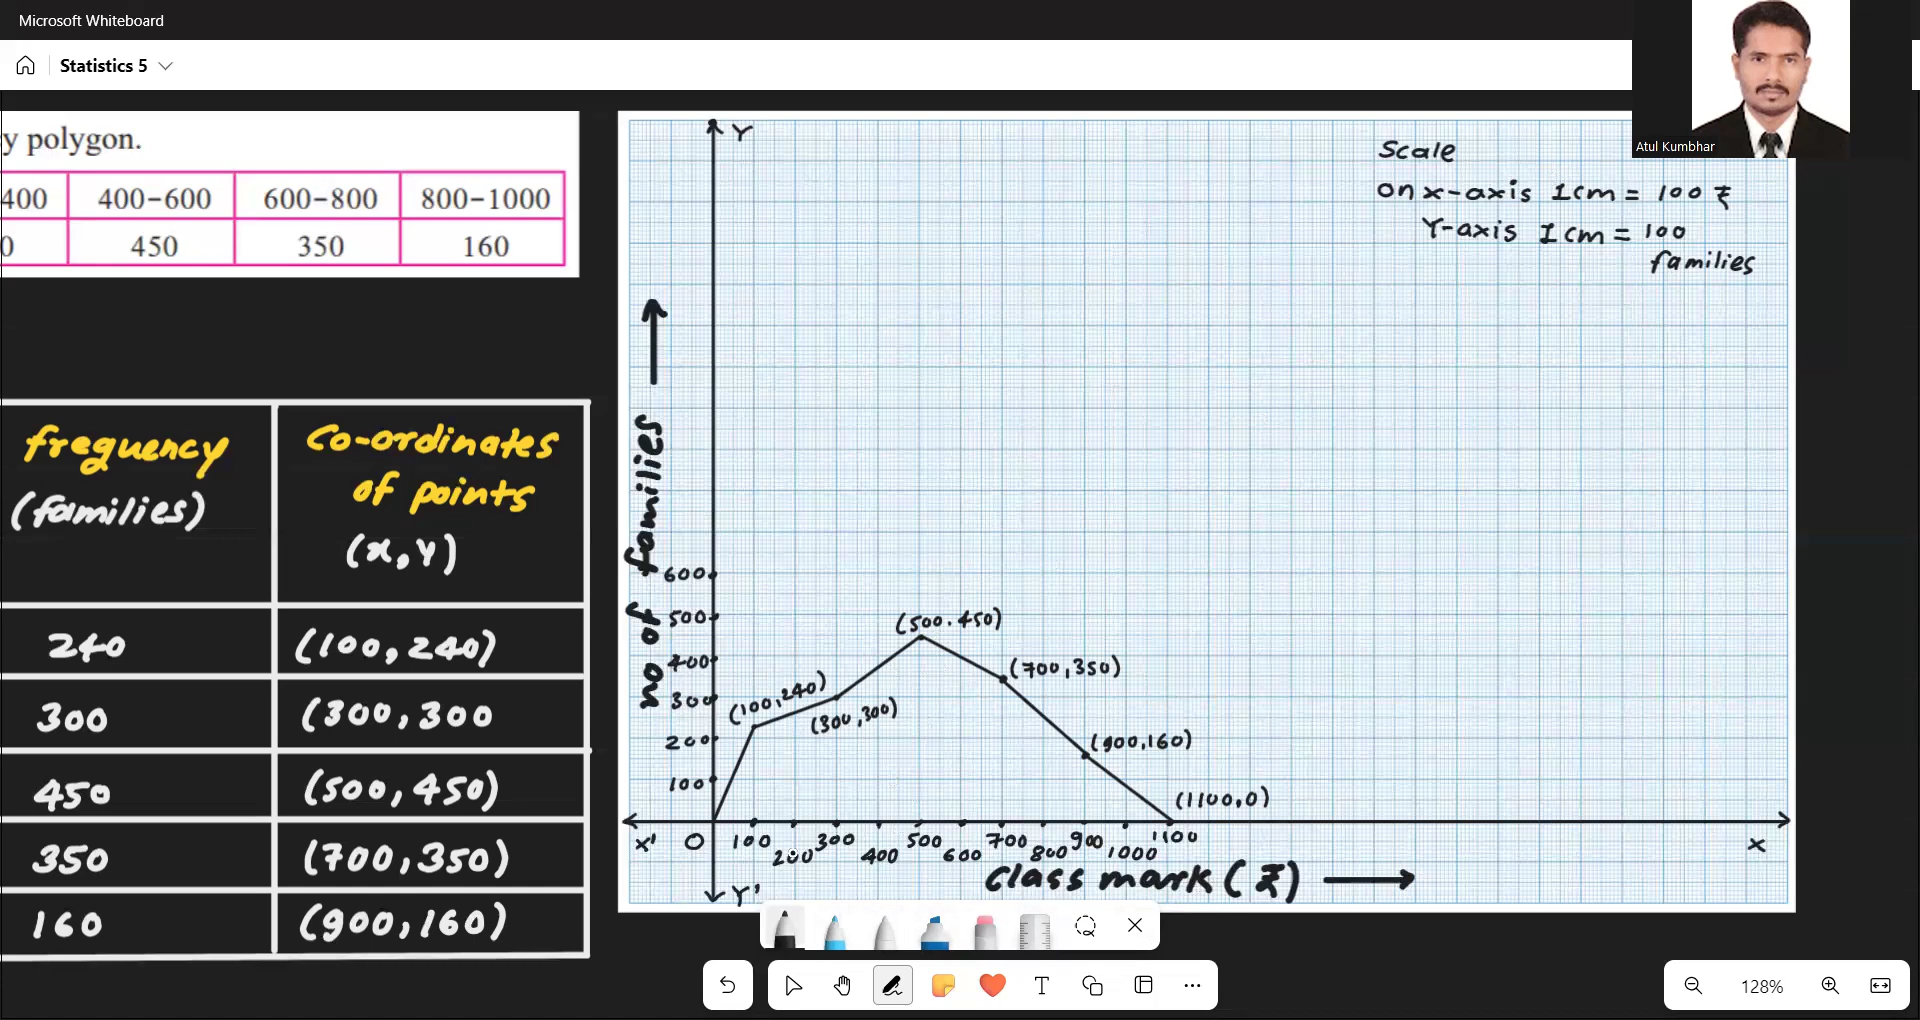 Microsoft Whiteboard
Statistics 5
y polygon.
400 400-600 600-800 800-1000
0 450 350 160
frequency
(families)
Co-ordinates
of points
(x,Y)
240 (100,240)
300 (300,300
450 (500,450)
350 (700,350)
160 (900,160)
Y
Scale
on x-axis 1cm = 100 ₹
Y-axis 1cm = 100
families
no of families
600
500
400
300
200
100
(100,240)
(300,300)
(500.450)
(700,350)
(900,160)
(1100,0)
X' O 100 200 300 400 500 600 700 800 900 1000 1100 X
Class mark (₹)
Y'
Atul Kumbhar
128%